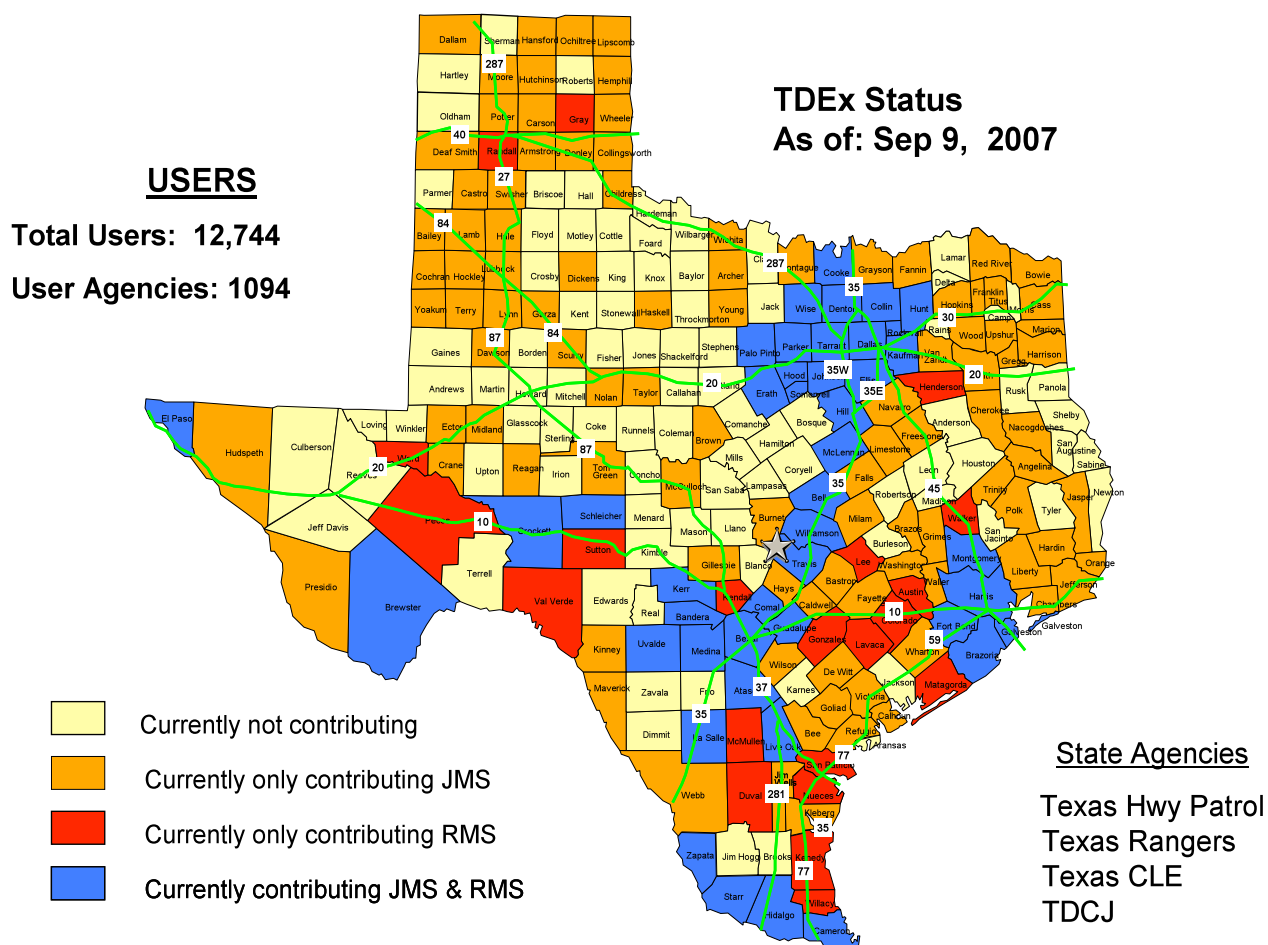 TDEx Status
As of: Sep 9, 2007
USERS
Total Users: 12,744
User Agencies: 1094
Dallam Sherman Hansford Ochiltree Lipscomb
287
Hartley Moore Hutchinson Roberts Hemphill
Oldham Potter Carson Gray Wheeler
40
Deaf Smith Randall Armstrong Donley Collingsworth
27
Parmer Castro Swisher Briscoe Hall Childress
Hardeman
84
Bailey Lamb Hale Floyd Motley Cottle Foard Wilbarger Wichita
287
Cochran Hockley Lubbock Crosby Dickens King Knox Baylor Archer
Cooke Grayson Fannin Lamar Red River Bowie
35
Delta Franklin Titus
Yoakum Terry Lynn Garza Kent Stonewall Haskell Throckmorton Young Jack Wise Denton Collin Hunt Hopkins Cass
30
Camp
87 84
Gaines Dawson Borden Scurry Fisher Jones Shackelford Stephens Palo Pinto Parker Tarrant Dallas Rockwall Rains Wood Upshur Marion
Kaufman Van Zandt Gregg Harrison
35W
20
Andrews Martin Howard Mitchell Nolan Taylor Callahan Erath Hood Somervell
35E
Henderson
20
Rusk Panola
El Paso Hudspeth Culberson Loving Winkler Ector Midland Glasscock Sterling Coke Runnels Coleman Brown Comanche Bosque Hill Navarro Anderson Cherokee Nacogdoches Shelby
Hamilton Freestone San Augustine Sabine
87
20
Reeves Ward Crane Upton Reagan Irion Tom Green Concho McCulloch San Saba Mills Lampasas Coryell McLennan Limestone Leon Houston Angelina
35
45
Falls Robertson Madison Trinity Polk Tyler Jasper Newton
Jeff Davis Pecos
10
Crockett Schleicher Menard Mason Llano Burnet Bell Milam Brazos Grimes Walker San Jacinto Hardin
Williamson Burleson
Sutton Kimble Gillespie Blanco Travis Lee Washington Montgomery Liberty Orange
Presidio Brewster Terrell Val Verde Edwards Real Kerr Kendall Hays Bastrop Fayette Austin Waller Harris Chambers Jefferson
Bandera Comal Caldwell
10
Colorado
Guadalupe Fort Bend Galveston Galveston
59
Kinney Uvalde Medina Bexar Gonzales Lavaca Wharton Brazoria
Wilson De Witt Jackson Matagorda
Maverick Zavala Frio
37
Karnes Victoria
Goliad Calhoun
35
Dimmit La Salle McMullen Live Oak Bee Refugio Aransas
77
San Patricio
Webb Duval
281
Jim Wells Nueces
Kleberg
35
Zapata Jim Hogg Brooks Kenedy
77
Starr Hidalgo Willacy
Cameron
Currently not contributing
Currently only contributing JMS
Currently only contributing RMS
Currently contributing JMS & RMS
State Agencies
Texas Hwy Patrol
Texas Rangers
Texas CLE
TDCJ